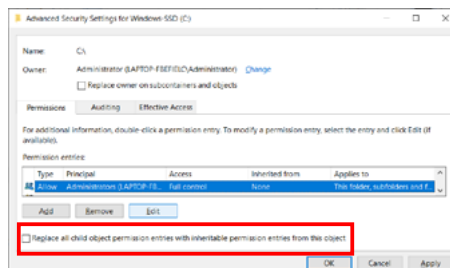 Advanced Security Settings for Windows-SSD (C:)
Name: C:\
Owner: Administrator (LAPTOP-FBEFIELC\Administrator) Change
Replace owner on subcontainers and objects
Permissions Auditing Effective Access
For additional information, double-click a permission entry. To modify a permission entry, select the entry and click Edit (if
available).
Permission entries:
Type Principal Access Inherited from Applies to
Allow Administrators (LAPTOP-FB... Full control None This folder, subfolders and f...
Add Remove Edit
Replace all child object permission entries with inheritable permission entries from this object
OK Cancel Apply